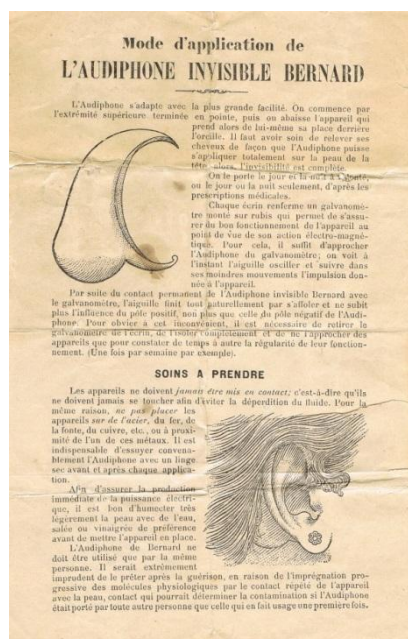 Mode d'application de
L'AUDIPHONE INVISIBLE BERNARD
L'Audiphone s'adapte avec la plus grande facilité. On commence par
l'extrémité supérieure terminée en pointe, puis on abaisse l'appareil qui
prend alors de lui-même sa place derrière
l'oreille. Il faut avoir soin de relever ses
cheveux de façon que l'Audiphone puisse
s'appliquer totalement sur la peau de la
tête, alors, l'invisibilité est complète.
On le porte le jour et la nuit à volonté,
ou le jour ou la nuit seulement, d'après les
prescriptions médicales.
Chaque écrin renferme un galvanomè-
tre monté sur rubis qui permet de s'assu-
rer du bon fonctionnement de l'appareil au
point de vue de son action électro-magné-
tique. Pour cela, il suffit d'approcher
l'Audiphone du galvanomètre; on voit à
l'instant l'aiguille osciller et suivre dans
ses moindres mouvements l'impulsion don-
née à l'appareil.
Par suite du contact permanent de l'Audiphone invisible Bernard avec
le galvanomètre, l'aiguille finit tout naturellement par s'affoler et ne subit
plus l'influence du pôle positif, non plus que celle du pôle négatif de l'Audi-
phone. Pour obvier à cet inconvénient, il est nécessaire de retirer le
galvanomètre de l'écrin, de l'isoler complètement et de ne l'approcher des
appareils que pour constater de temps à autre la régularité de leur fonction-
nement. (Une fois par semaine par exemple).
SOINS A PRENDRE
Les appareils ne doivent jamais être mis en contact; c'est-à-dire qu'ils
ne doivent jamais se toucher afin d'éviter la déperdition du fluide. Pour la
même raison, ne pas placer les
appareils sur de l'acier, du fer, de
la fonte, du cuivre, etc., ou à proxi-
mité de l'un de ces métaux. Il est
indispensable d'essuyer convena-
blement l'Audiphone avec un linge
sec avant et après chaque applica-
tion.
Afin d'assurer la production
immédiate de la puissance électri-
que, il est bon d'humecter très
légèrement la peau avec de l'eau,
salée ou vinaigrée de préférence
avant de mettre l'appareil en place.
L'Audiphone de Bernard ne
doit être utilisé que par la même
personne. Il serait extrêmement
imprudent de le prêter après la guérison, en raison de l'imprégnation pro-
gressive des molécules physiologiques par le contact répété de l'appareil
avec la peau, contact qui pourrait déterminer la contamination si l'Audiphone
était porté par toute autre personne que celle qui en fait usage une première fois.